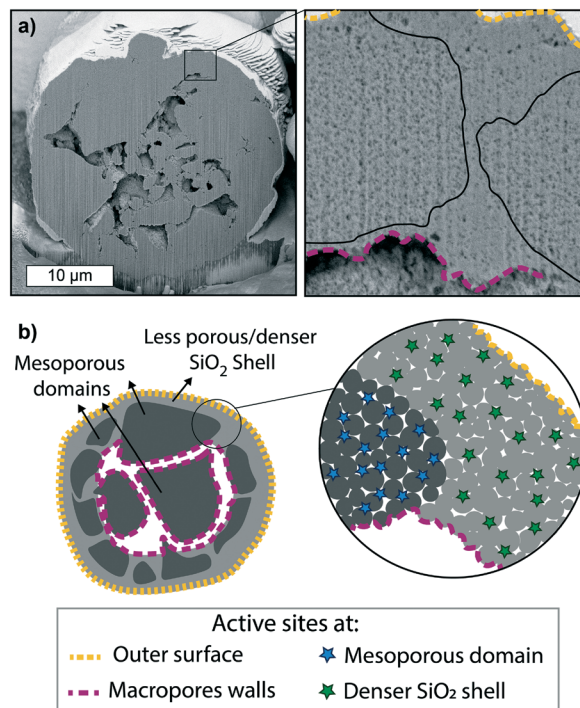 a)
10 µm
b)
Less porous/denser
SiO₂ Shell
Mesoporous
domains
Active sites at:
Outer surface
Mesoporous domain
Macropores walls
Denser SiO₂ shell